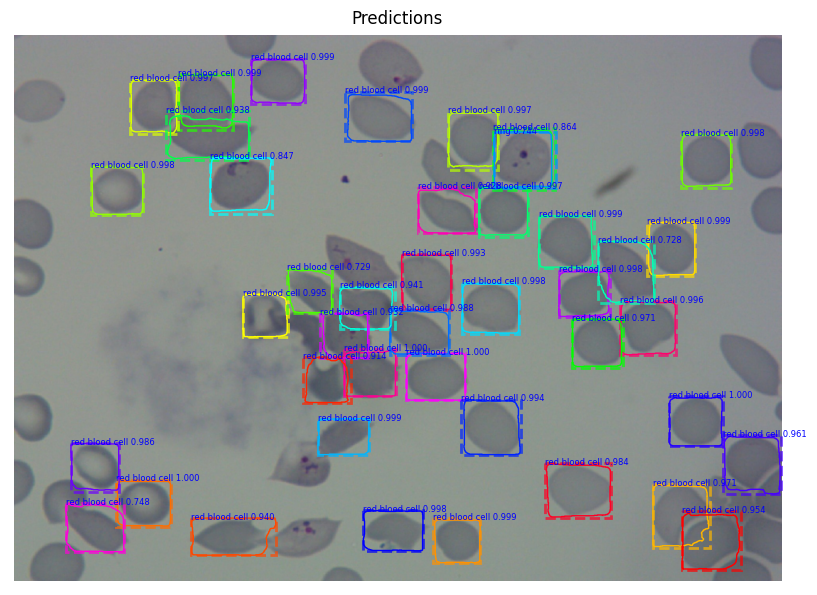 Predictions
red blood cell 0.999
red blood cell 0.997
red blood cell 0.999
red blood cell 0.999
red blood cell 0.938
red blood cell 0.997
red blood cell 0.864
ring 0.744
red blood cell 0.998
red blood cell 0.847
red blood cell 0.998
red blood cell 0.997
red blood cell 0.999
red blood cell 0.999
red blood cell 0.728
red blood cell 0.993
red blood cell 0.729
red blood cell 0.998
red blood cell 0.998
red blood cell 0.941
red blood cell 0.995
red blood cell 0.996
red blood cell 0.988
red blood cell 0.932
red blood cell 0.971
red blood cell 1.000
red blood cell 1.000
red blood cell 0.914
red blood cell 1.000
red blood cell 0.994
red blood cell 0.999
red blood cell 0.961
red blood cell 0.986
red blood cell 0.984
red blood cell 1.000
red blood cell 0.971
red blood cell 0.748
red blood cell 0.998
red blood cell 0.954
red blood cell 0.940
red blood cell 0.999